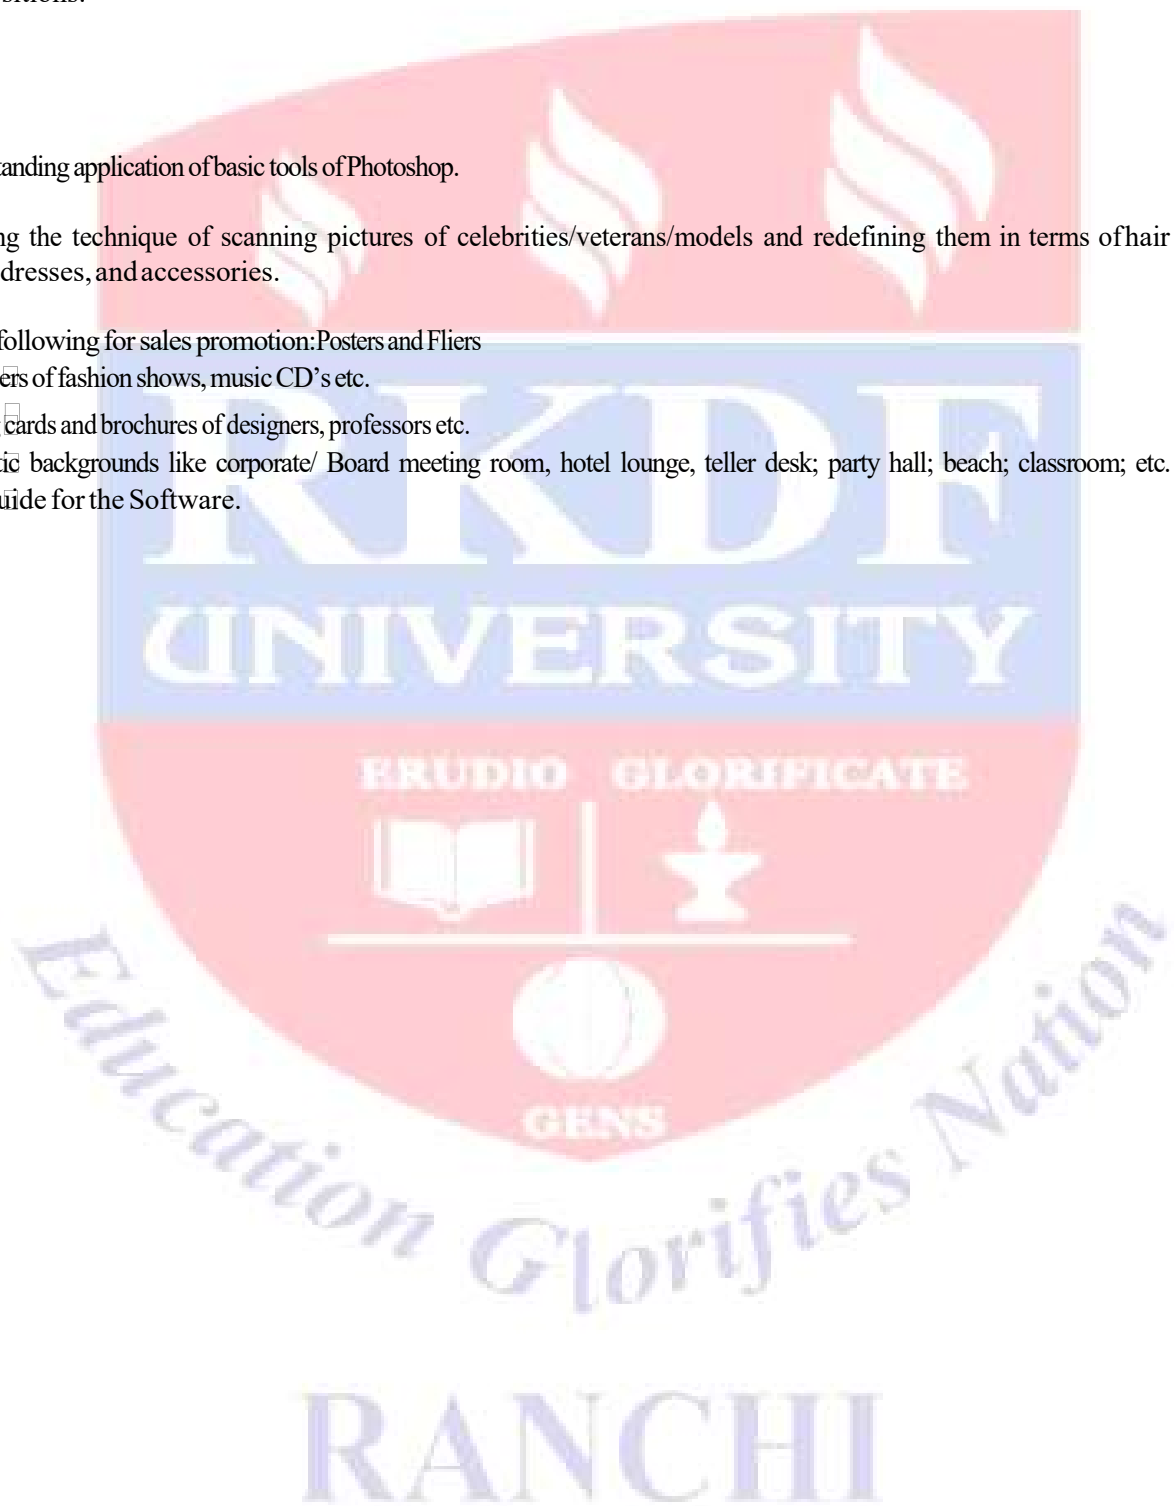 sitions.
tanding application of basic tools of Photoshop.
ng the technique of scanning pictures of celebrities/veterans/models and redefining them in terms of hair
dresses, and accessories.
following for sales promotion:Posters and Fliers
ers of fashion shows, music CD’s etc.
cards and brochures of designers, professors etc.
tic backgrounds like corporate/ Board meeting room, hotel lounge, teller desk; party hall; beach; classroom; etc.
uide for the Software.
RKDF
UNIVERSITY
ERUDIO GLORIFICATE
GENS
Education Glorifies Nation
RANCHI